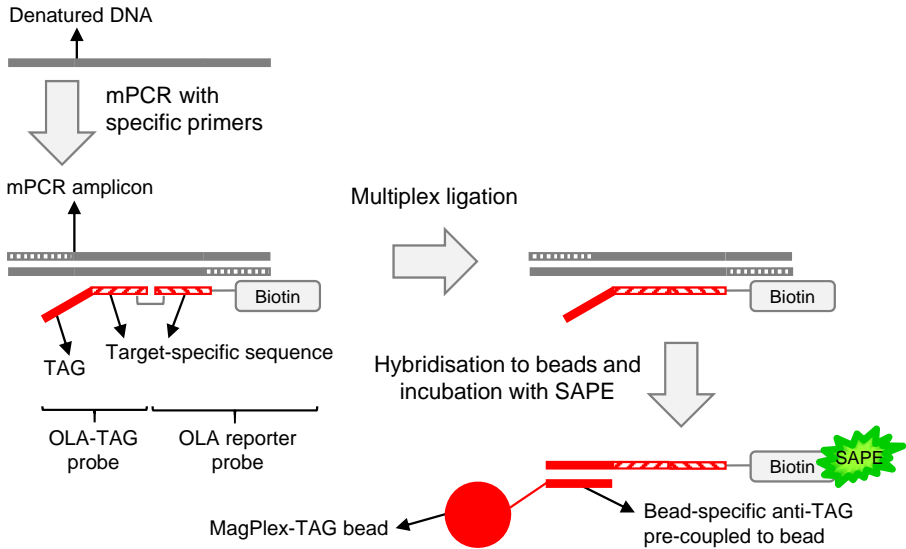 Denatured DNA
mPCR with
specific primers
mPCR amplicon
Multiplex ligation
Biotin
Biotin
TAG
Target-specific sequence
Hybridisation to beads and
incubation with SAPE
OLA-TAG
probe
OLA reporter
probe
Biotin
SAPE
MagPlex-TAG bead
Bead-specific anti-TAG
pre-coupled to bead